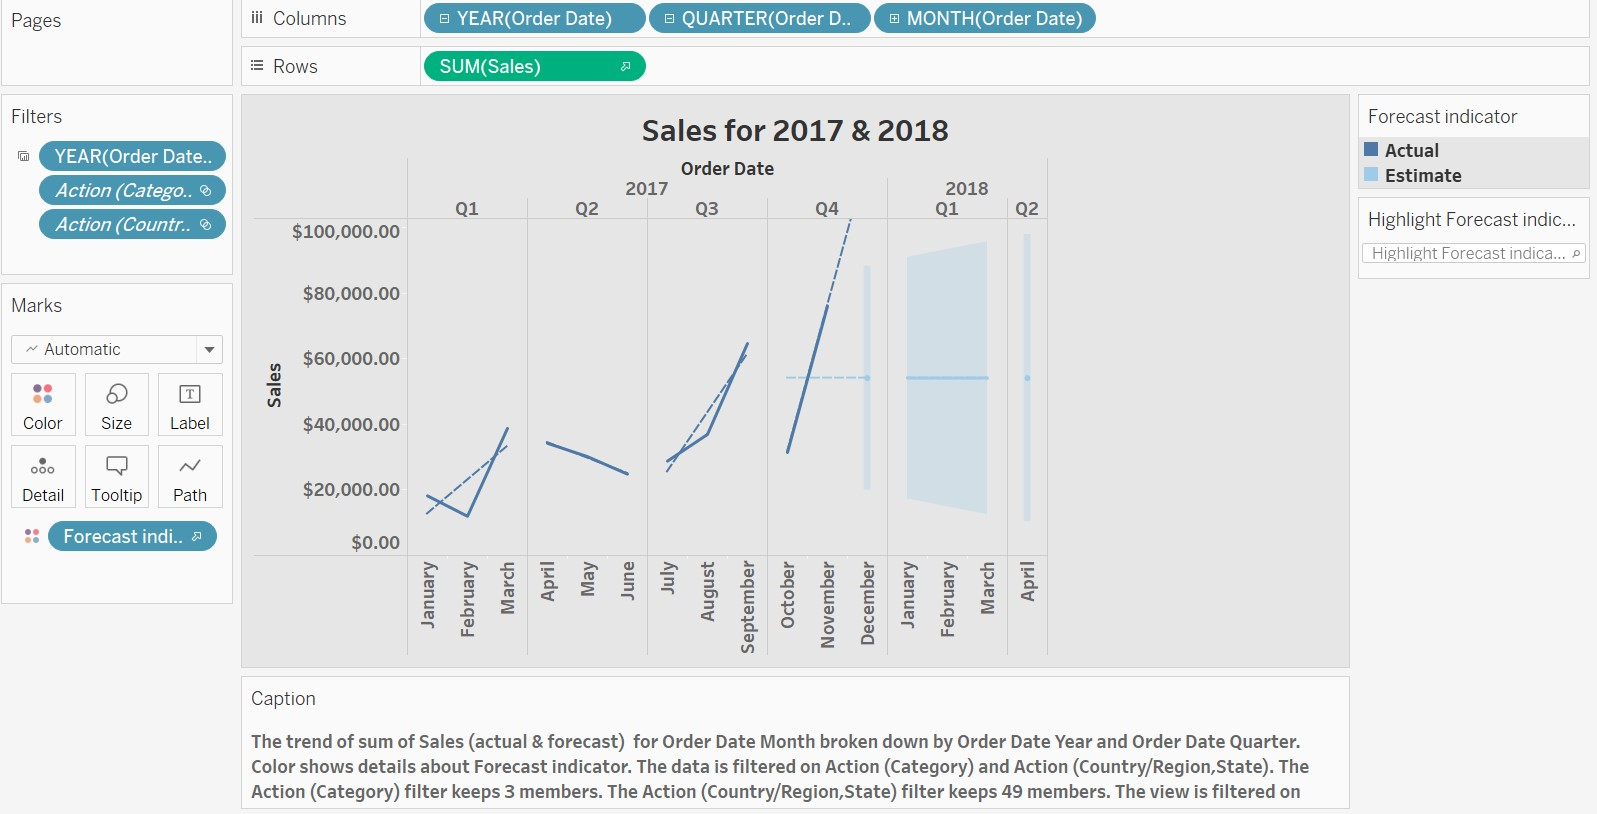 Pages
Columns
YEAR(Order Date)
QUARTER(Order D..
MONTH(Order Date)
Rows
SUM(Sales)
Filters
YEAR(Order Date..
Action (Catego..
Action (Countr..
Marks
Automatic
Color
Size
Label
Detail
Tooltip
Path
Forecast indi..
Sales for 2017 & 2018
Order Date
2017
2018
Q1
Q2
Q3
Q4
Q1
Q2
Sales
$100,000.00
$80,000.00
$60,000.00
$40,000.00
$20,000.00
$0.00
January
February
March
April
May
June
July
August
September
October
November
December
January
February
March
April
Forecast indicator
Actual
Estimate
Highlight Forecast indic...
Highlight Forecast indica...
Caption
The trend of sum of Sales (actual & forecast)  for Order Date Month broken down by Order Date Year and Order Date Quarter.
Color shows details about Forecast indicator. The data is filtered on Action (Category) and Action (Country/Region,State). The
Action (Category) filter keeps 3 members. The Action (Country/Region,State) filter keeps 49 members. The view is filtered on